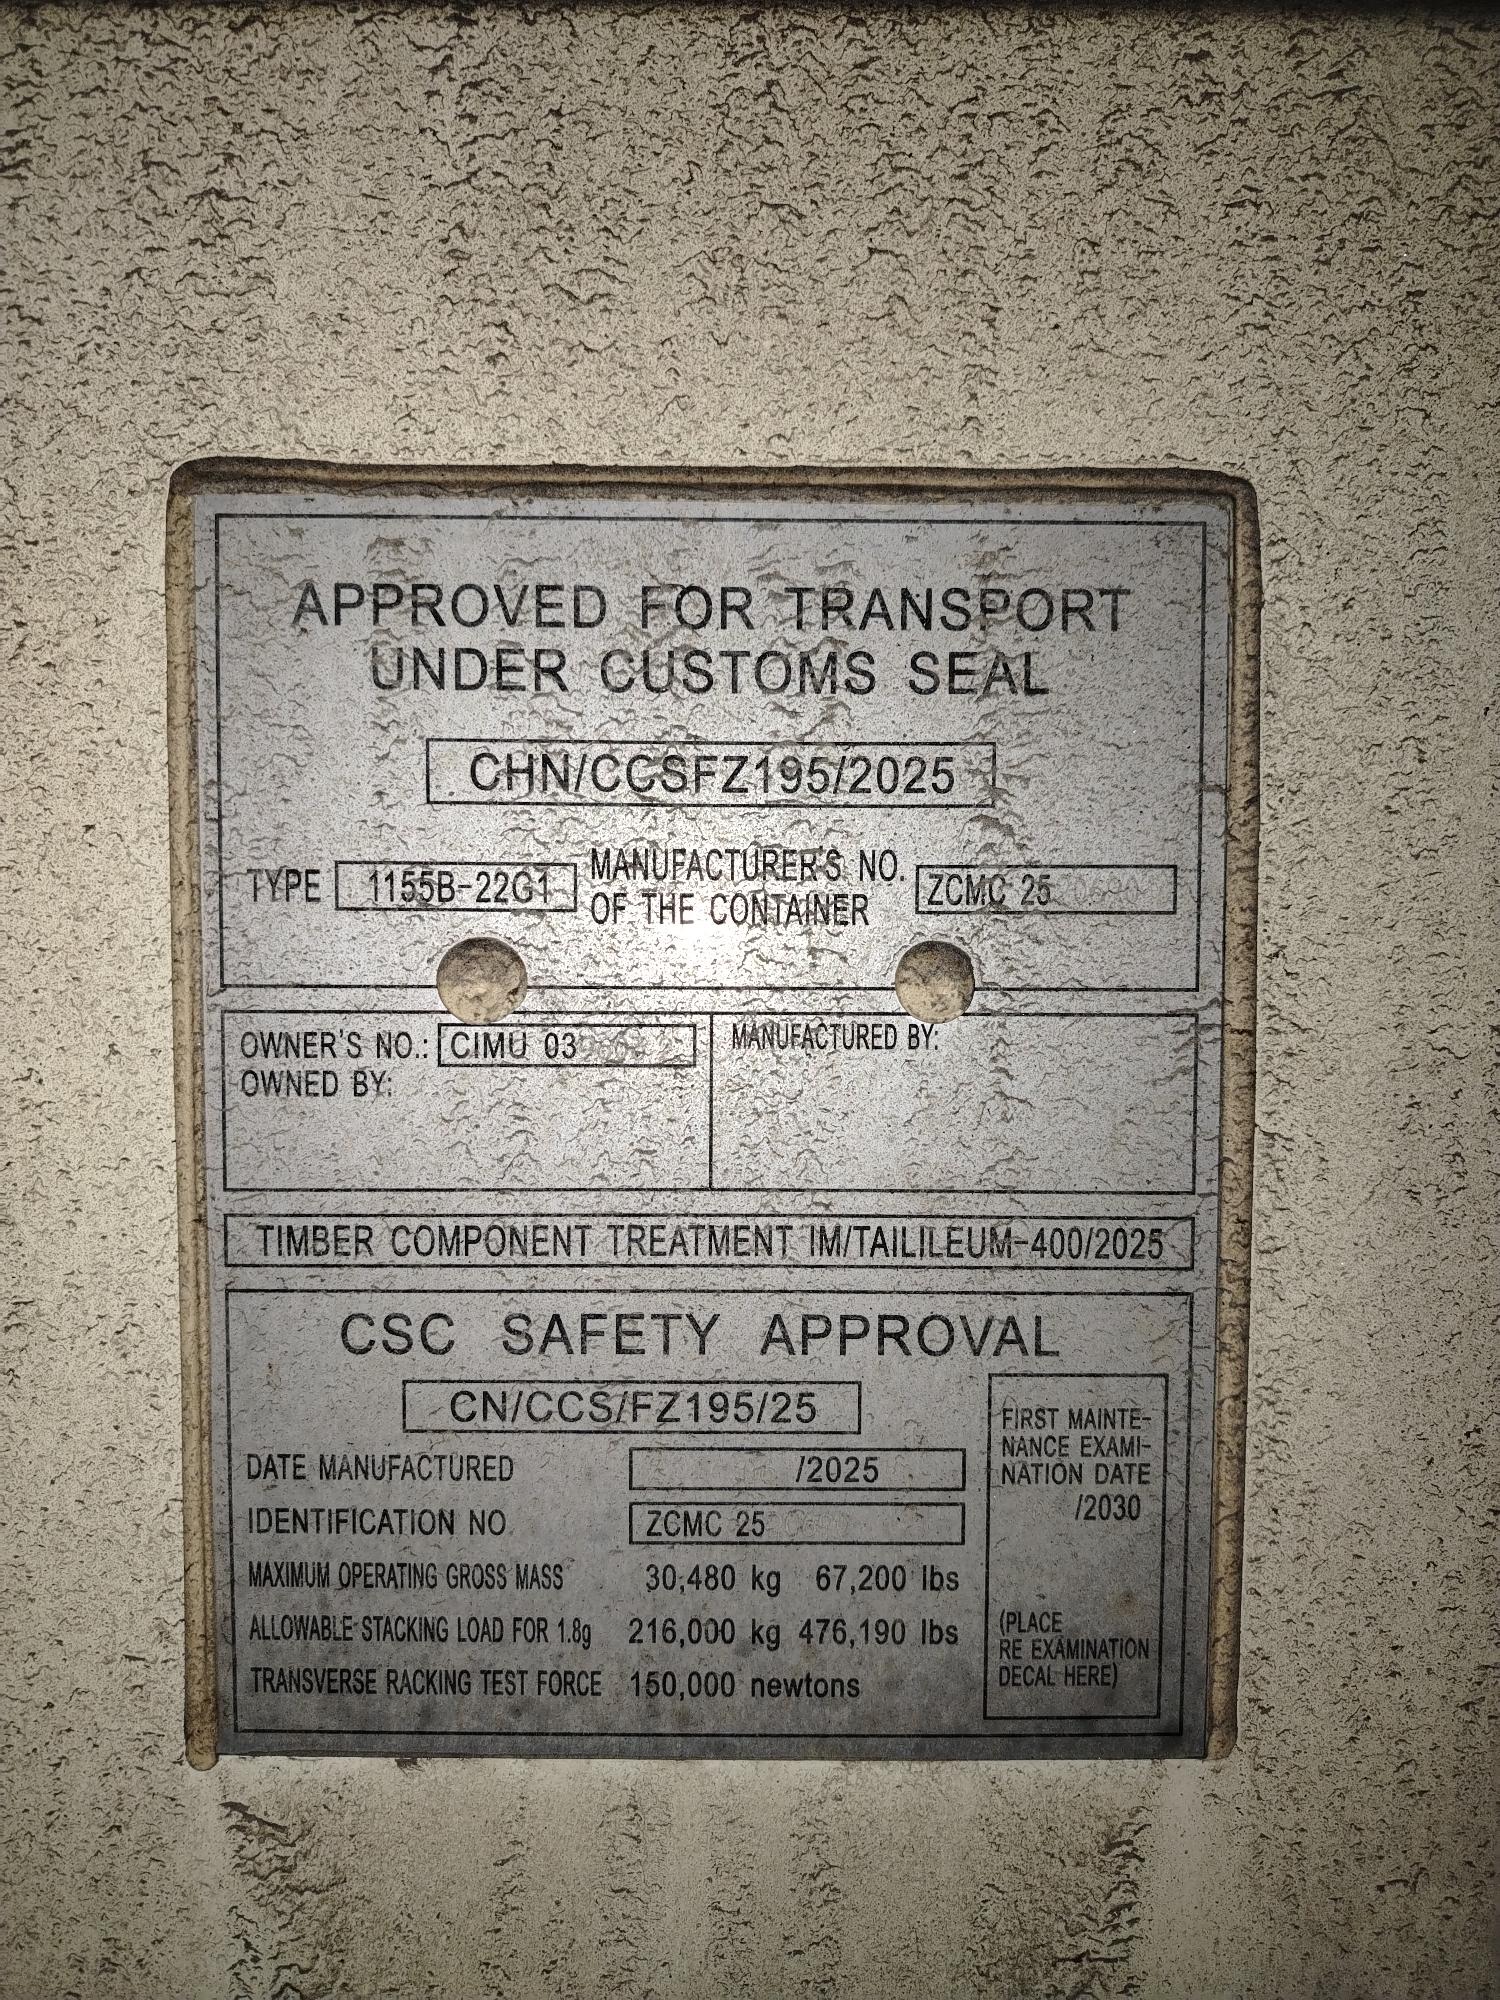 APPROVED FOR TRANSPORT
UNDER CUSTOMS SEAL
CHN/CCSFZ195/2025
TYPE 1155B-22G1 MANUFACTURER'S NO. OF THE CONTAINER ZCMC 25
OWNER'S NO.: CIMU 03
OWNED BY:
MANUFACTURED BY:
TIMBER COMPONENT TREATMENT IM/TAILILEUM-400/2025
CSC SAFETY APPROVAL
CN/CCS/FZ195/25
DATE MANUFACTURED /2025
IDENTIFICATION NO ZCMC 25
MAXIMUM OPERATING GROSS MASS 30,480 kg 67,200 lbs
ALLOWABLE STACKING LOAD FOR 1.8g 216,000 kg 476,190 lbs
TRANSVERSE RACKING TEST FORCE 150,000 newtons
FIRST MAINTE-
NANCE EXAMI-
NATION DATE
/2030
(PLACE
RE EXAMINATION
DECAL HERE)